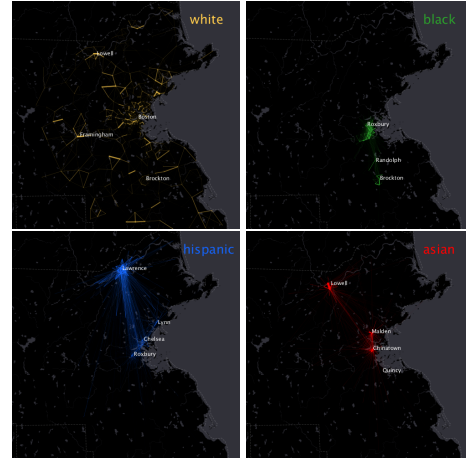 white
Lowell
Boston
Framingham
Brockton
black
Roxbury
Randolph
Brockton
hispanic
Lawrence
Lynn
Chelsea
Roxbury
asian
Lowell
Malden
Chinatown
Quincy